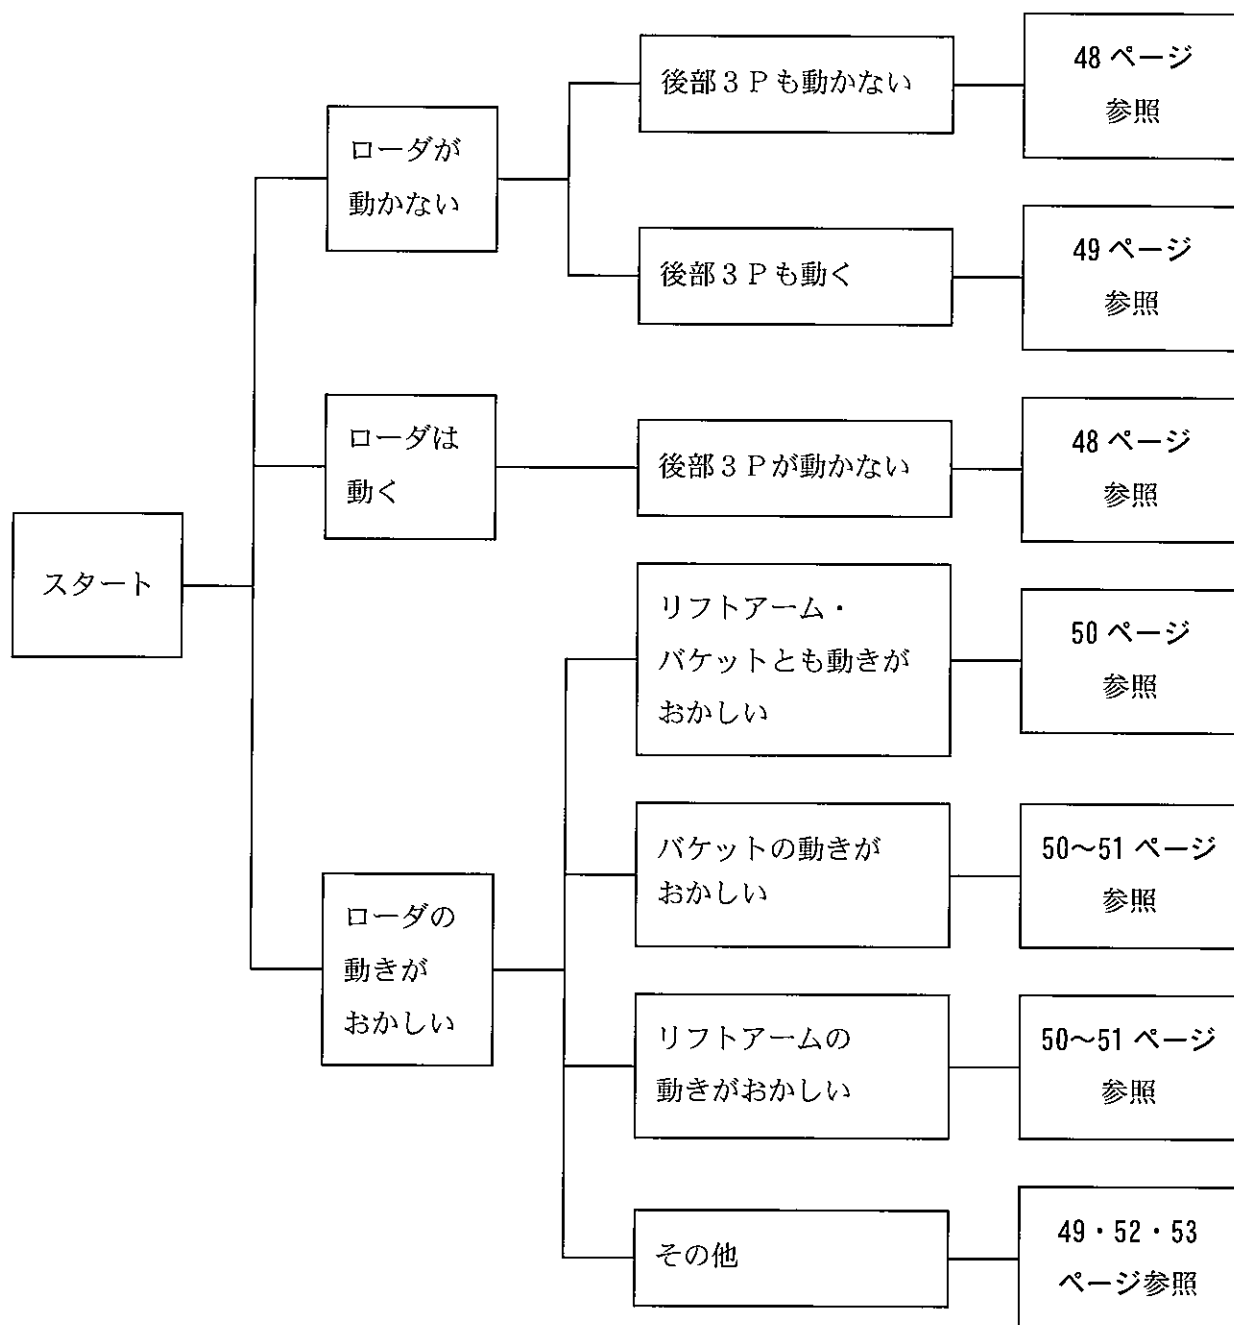 スタート
ローダが
動かない
後部３Ｐも動かない
48 ページ
参照
後部３Ｐも動く
49 ページ
参照
ローダは
動く
後部３Ｐが動かない
48 ページ
参照
ローダの
動きが
おかしい
リフトアーム・
バケットとも動きが
おかしい
50 ページ
参照
バケットの動きが
おかしい
50～51 ページ
参照
リフトアームの
動きがおかしい
50～51 ページ
参照
その他
49・52・53
ページ参照